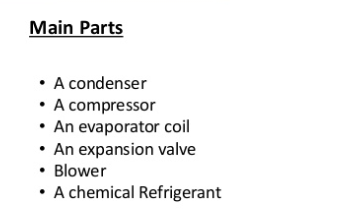 Main Parts
• A condenser
• A compressor
• An evaporator coil
• An expansion valve
• Blower
• A chemical Refrigerant